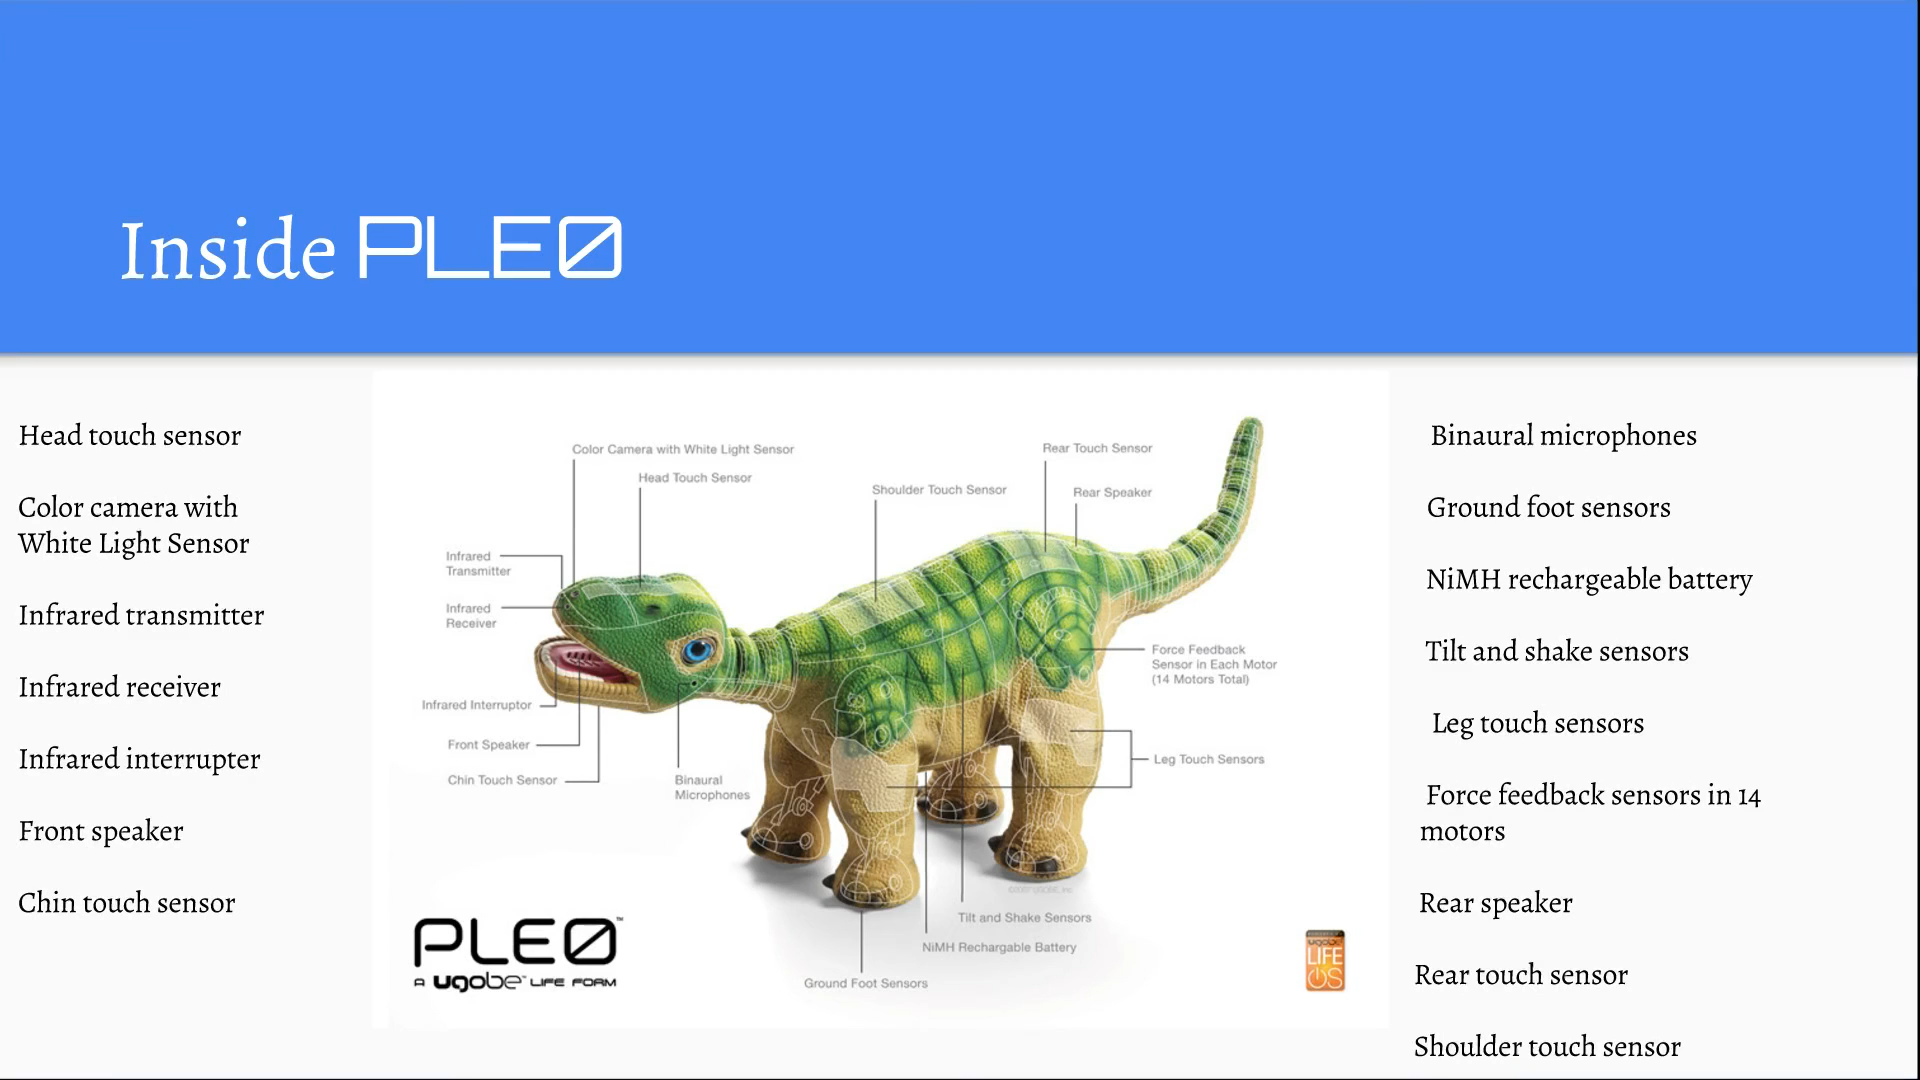 Inside PLEO
Head touch sensor
Color camera with
White Light Sensor
Infrared transmitter
Infrared receiver
Infrared interrupter
Front speaker
Chin touch sensor
Color Camera with White Light Sensor
Head Touch Sensor
Shoulder Touch Sensor
Rear Touch Sensor
Rear Speaker
Infrared
Transmitter
Infrared
Receiver
Infrared Interruptor
Front Speaker
Chin Touch Sensor
Binaural
Microphones
Force Feedback
Sensor in Each Motor
(14 Motors Total)
Leg Touch Sensors
Tilt and Shake Sensors
NiMH Rechargable Battery
Ground Foot Sensors
PLEO™
A ugobe™ LIFE FORM
ugobe
LIFE
OS
Binaural microphones
Ground foot sensors
NiMH rechargeable battery
Tilt and shake sensors
Leg touch sensors
Force feedback sensors in 14
motors
Rear speaker
Rear touch sensor
Shoulder touch sensor